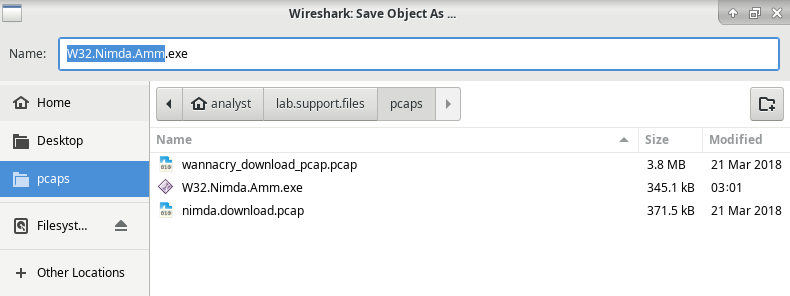 Wireshark: Save Object As ...
Name: W32.Nimda.Amm.exe
Home
Desktop
pcaps
Filesyst...
Other Locations
analyst lab.support.files pcaps
Name Size Modified
wannacry_download_pcap.pcap 3.8 MB 21 Mar 2018
W32.Nimda.Amm.exe 345.1 kB 03:01
nimda.download.pcap 371.5 kB 21 Mar 2018